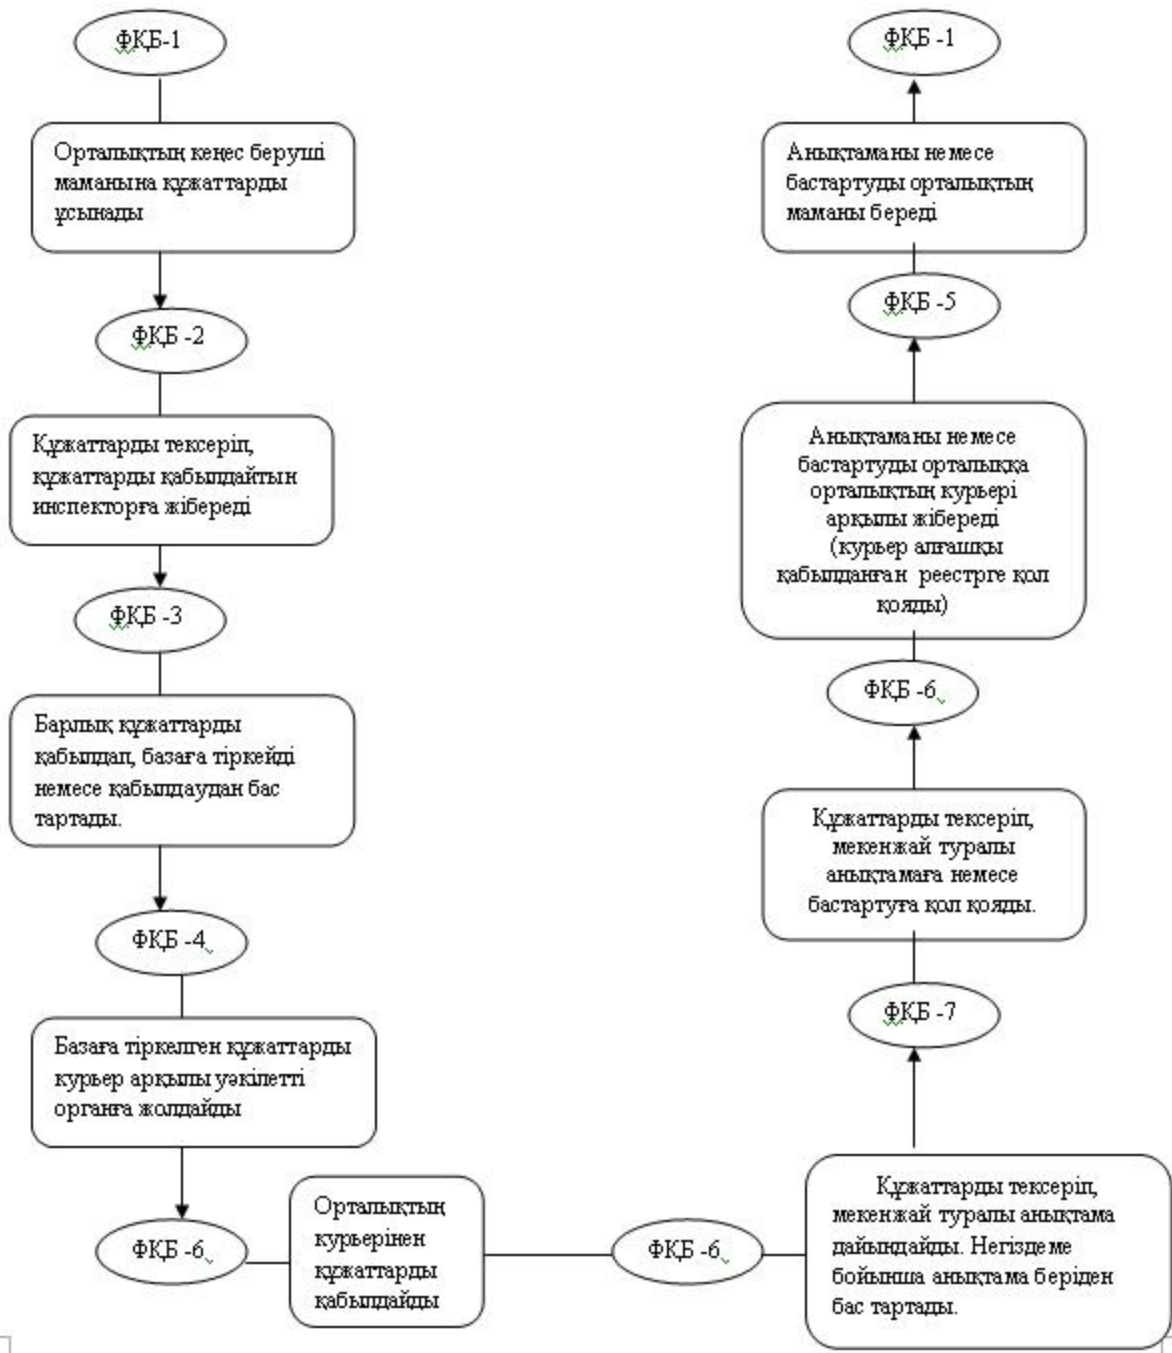 ФҚБ-1
Орталықтың кеңес беруші
маманына құжаттарды
ұсынады
ФҚБ -2
Құжаттарды тексеріп,
құжаттарды қабылдайтын
инспекторға жібереді
ФҚБ -3
Барлық құжаттарды
қабылдап, базаға тіркейді
немесе қабылдаудан бас
тартады.
ФҚБ -4
Базаға тіркелген құжаттарды
курьер арқылы уәкілетті
органға жолдайды
ФҚБ -6
Орталықтың
курьерінен
құжаттарды
қабылдайды
ФҚБ -6
Құжаттарды тексеріп,
мекенжай туралы анықтама
дайындайды. Негіздеме
бойынша анықтама беріден
бас тартады.
ФҚБ -7
Құжаттарды тексеріп,
мекенжай туралы
анықтамаға немесе
бастартуға қол қояды.
ФҚБ -6
Анықтаманы немесе
бастартуды орталыққа
орталықтың курьері
арқылы жібереді
(курьер алғашқы
қабылданған реестрге қол
қояды)
ФҚБ -5
Анықтаманы немесе
бастартуды орталықтың
маманы береді
ФҚБ -1